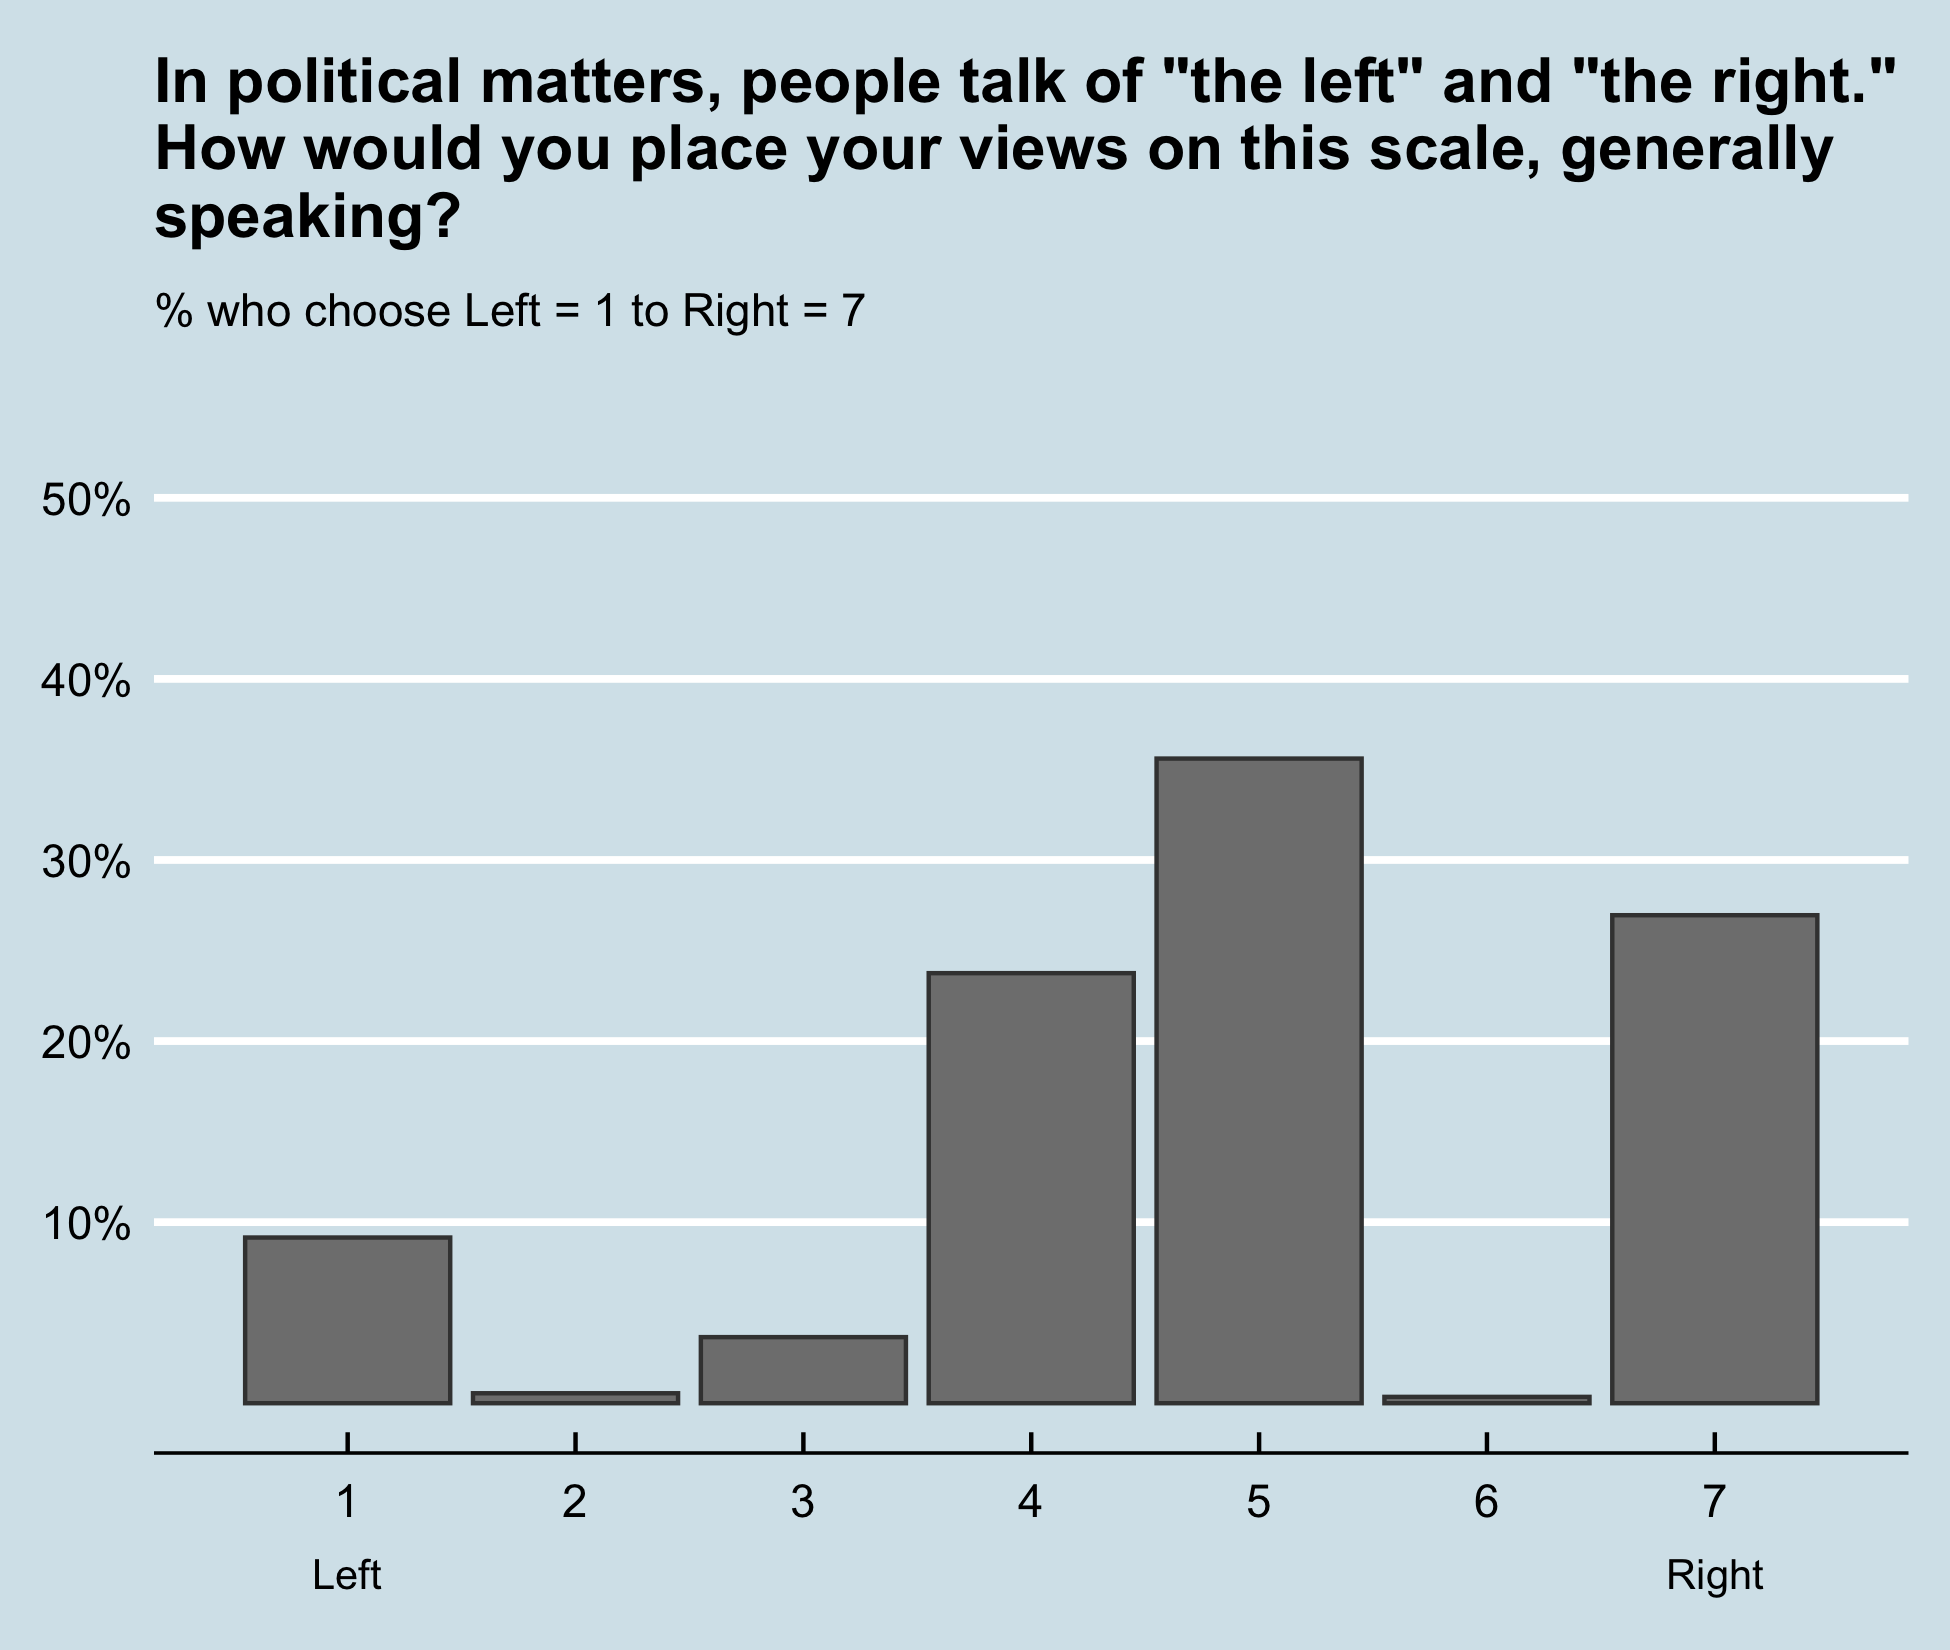 In political matters, people talk of "the left" and "the right."
How would you place your views on this scale, generally
speaking?
% who choose Left = 1 to Right = 7
50%
40%
30%
20%
10%
1 2 3 4 5 6 7
Left Right